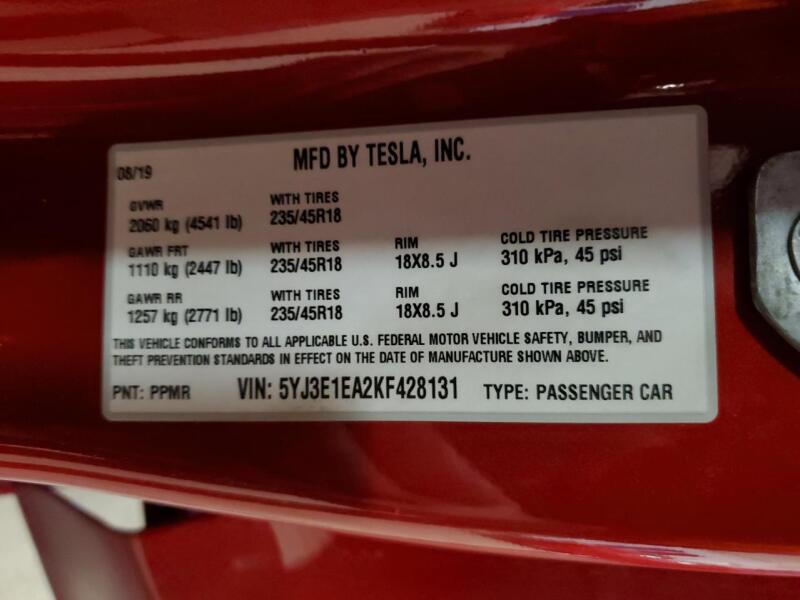 MFD BY TESLA, INC.
08/19
GVWR WITH TIRES
2060 kg (4541 lb) 235/45R18
GAWR FRT WITH TIRES RIM COLD TIRE PRESSURE
1110 kg (2447 lb) 235/45R18 18X8.5 J 310 kPa, 45 psi
GAWR RR WITH TIRES RIM COLD TIRE PRESSURE
1257 kg (2771 lb) 235/45R18 18X8.5 J 310 kPa, 45 psi
THIS VEHICLE CONFORMS TO ALL APPLICABLE U.S. FEDERAL MOTOR VEHICLE SAFETY, BUMPER, AND
THEFT PREVENTION STANDARDS IN EFFECT ON THE DATE OF MANUFACTURE SHOWN ABOVE.
PNT: PPMR VIN: 5YJ3E1EA2KF428131 TYPE: PASSENGER CAR